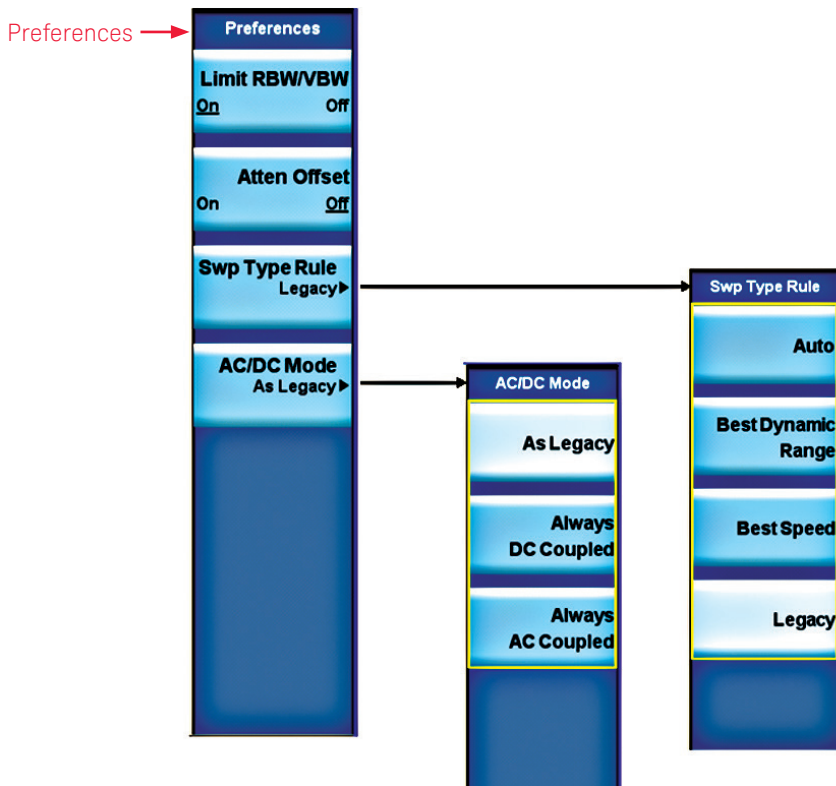 Preferences
Preferences
Limit RBW/VBW
On Off
Atten Offset
On Off
Swp Type Rule
Legacy
AC/DC Mode
As Legacy
AC/DC Mode
As Legacy
Always
DC Coupled
Always
AC Coupled
Swp Type Rule
Auto
Best Dynamic
Range
Best Speed
Legacy